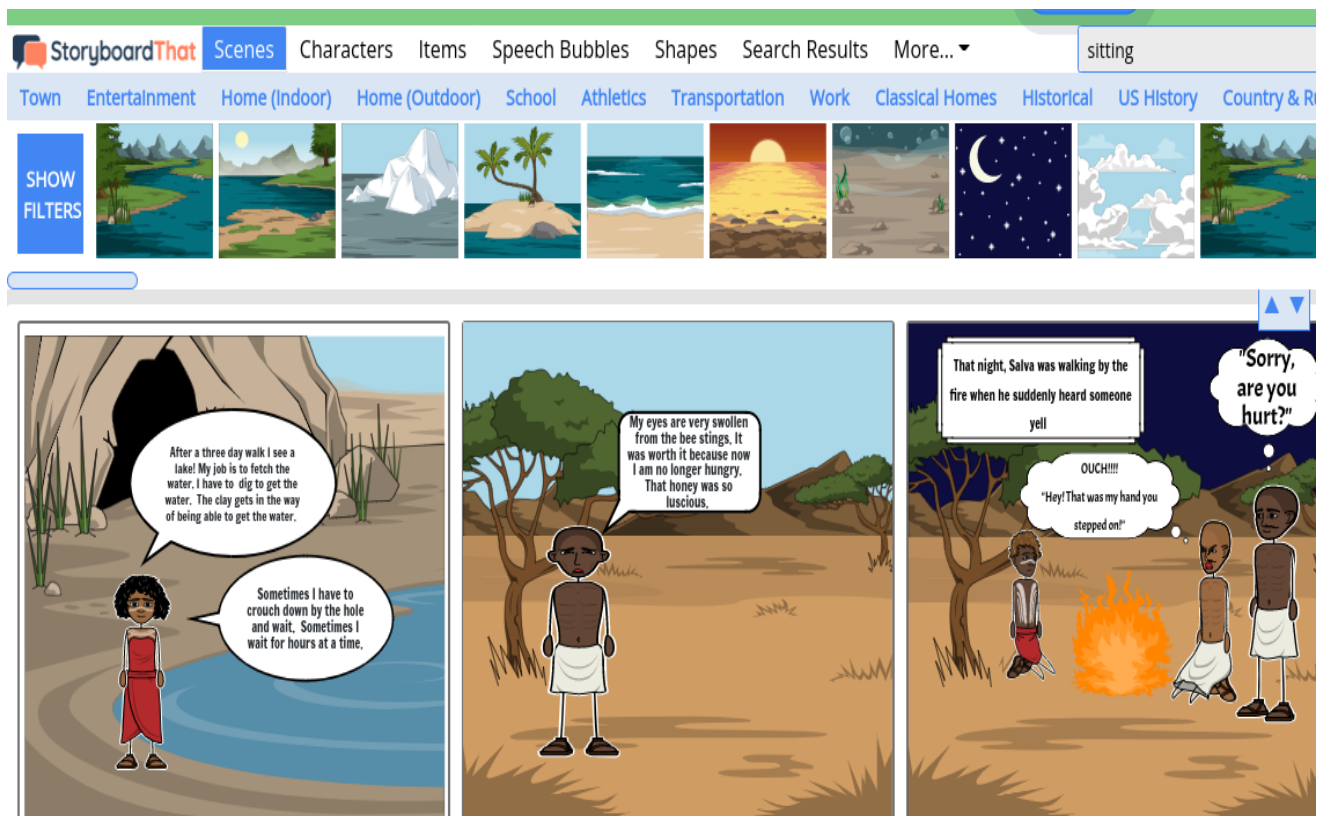 StoryboardThat Scenes Characters Items Speech Bubbles Shapes Search Results More... sitting
Town Entertainment Home (Indoor) Home (Outdoor) School Athletics Transportation Work Classical Homes Historical US History Country & R
SHOW
FILTERS
After a three day walk I see a
lake! My job is to fetch the
water. I have to dig to get the
water. The clay gets in the way
of being able to get the water.
Sometimes I have to
crouch down by the hole
and wait. Sometimes I
wait for hours at a time.
My eyes are very swollen
from the bee stings. It
was worth it because now
I am no longer hungry.
That honey was so
luscious.
That night, Salva was walking by the
fire when he suddenly heard someone
yell
OUCH!!!!
"Hey! That was my hand you
stepped on!"
"Sorry,
are you
hurt?"